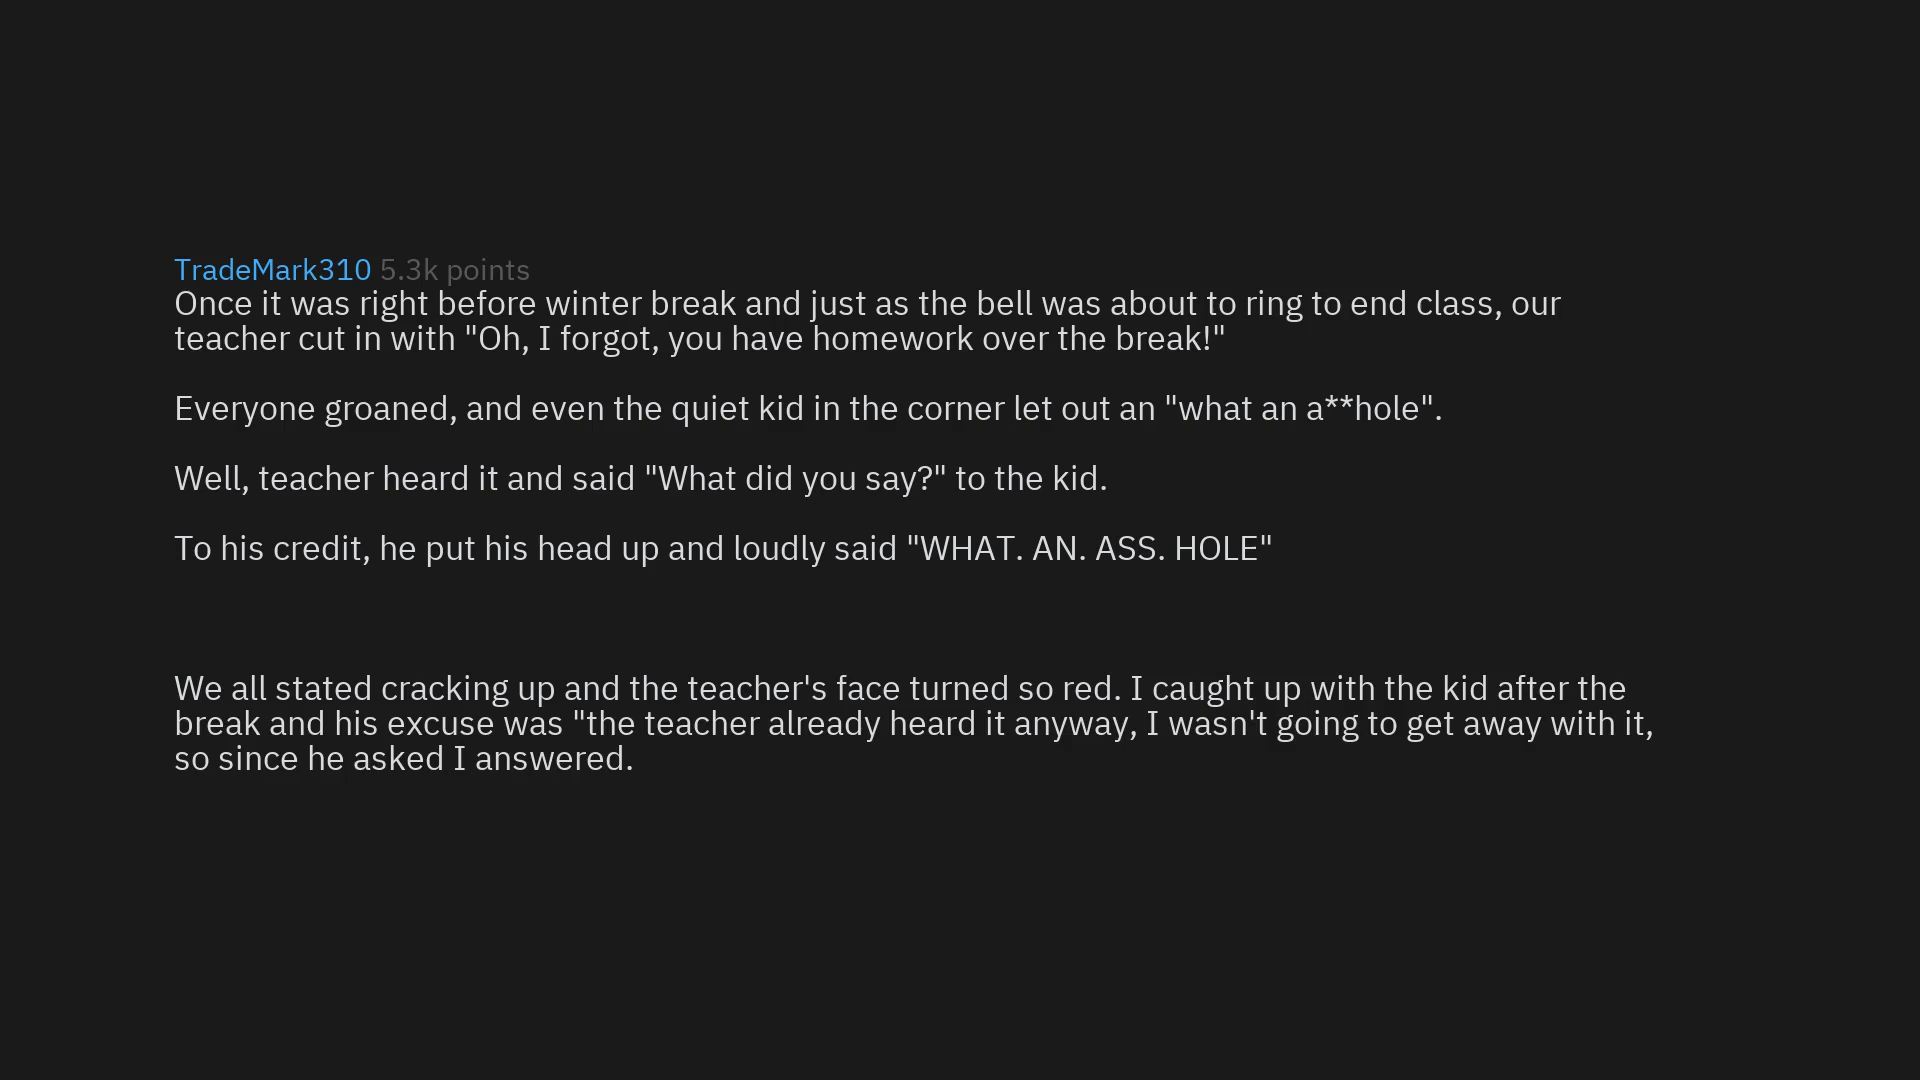 TradeMark310 5.3k points
Once it was right before winter break and just as the bell was about to ring to end class, our
teacher cut in with "Oh, I forgot, you have homework over the break!"
Everyone groaned, and even the quiet kid in the corner let out an "what an a**hole".
Well, teacher heard it and said "What did you say?" to the kid.
To his credit, he put his head up and loudly said "WHAT. AN. ASS. HOLE"
We all stated cracking up and the teacher's face turned so red. I caught up with the kid after the
break and his excuse was "the teacher already heard it anyway, I wasn't going to get away with it,
so since he asked I answered.